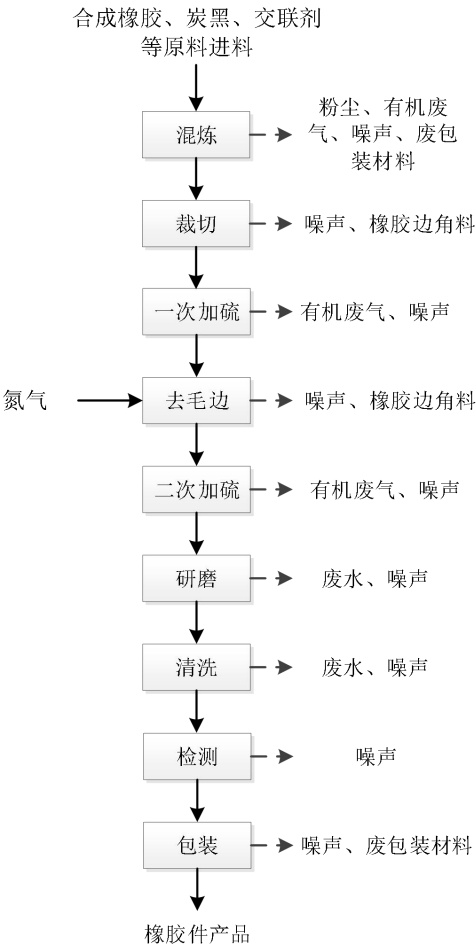 合成橡胶、炭黑、交联剂
等原料进料
混炼
粉尘、有机废
气、噪声、废包
装材料
裁切
噪声、橡胶边角料
一次加硫
有机废气、噪声
氮气
去毛边
噪声、橡胶边角料
二次加硫
有机废气、噪声
研磨
废水、噪声
清洗
废水、噪声
检测
噪声
包装
噪声、废包装材料
橡胶件产品